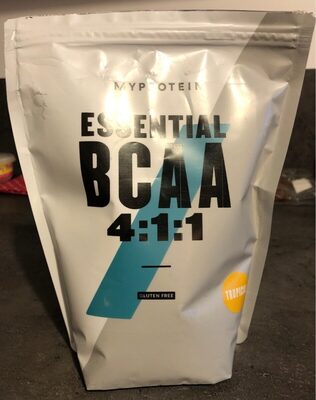 MYPROTEIN
ESSENTIAL
BCAA
4:1:1
GLUTEN FREE